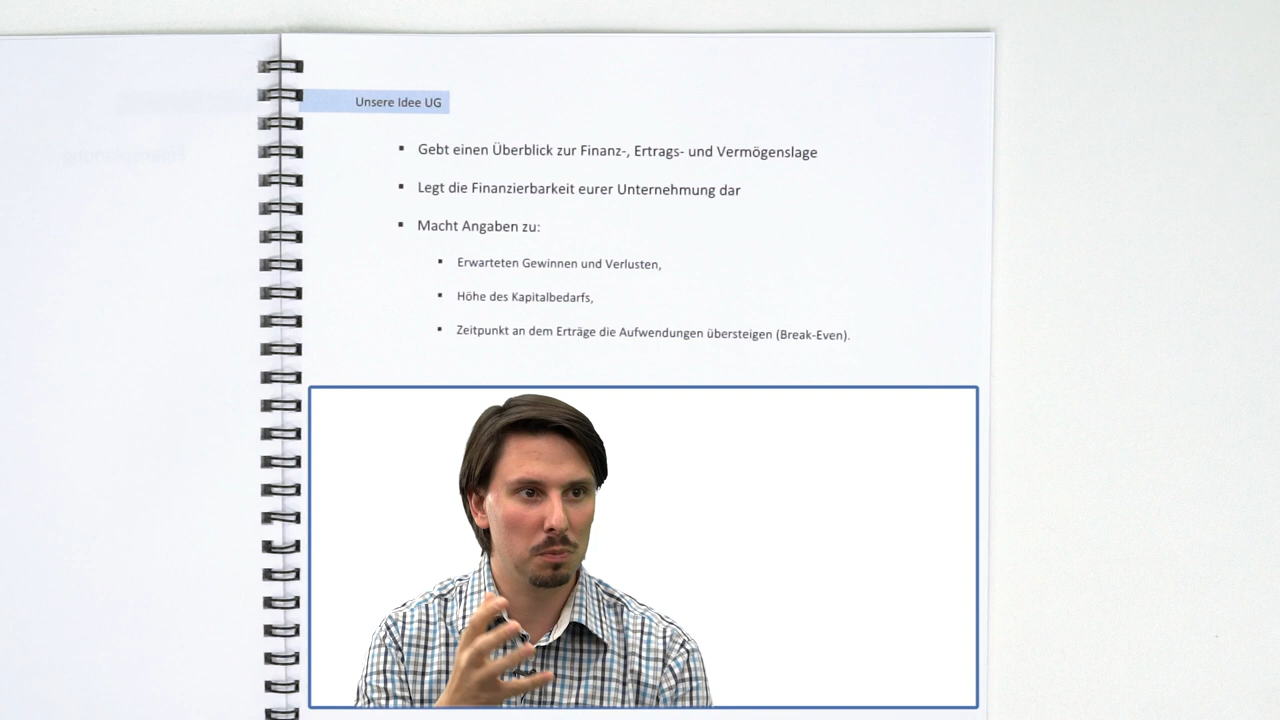 Unsere Idee UG
▪ Gebt einen Überblick zur Finanz-, Ertrags- und Vermögenslage
▪ Legt die Finanzierbarkeit eurer Unternehmung dar
▪ Macht Angaben zu:
▪ Erwarteten Gewinnen und Verlusten,
▪ Höhe des Kapitalbedarfs,
▪ Zeitpunkt an dem Erträge die Aufwendungen übersteigen (Break-Even).